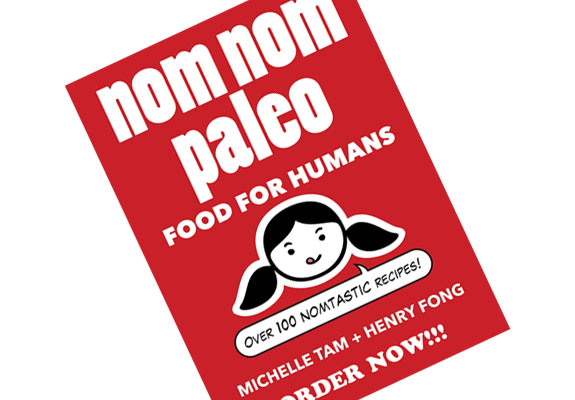 nom nom
paleo
FOOD FOR HUMANS
OVER 100 NOMTASTIC RECIPES!
MICHELLE TAM + HENRY FONG
ORDER NOW!!!